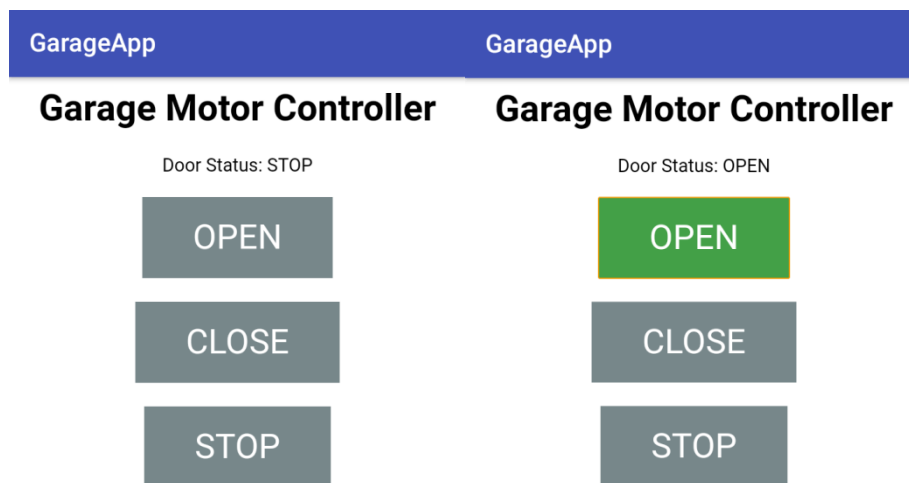 GarageApp
Garage Motor Controller
Door Status: STOP
OPEN
CLOSE
STOP
GarageApp
Garage Motor Controller
Door Status: OPEN
OPEN
CLOSE
STOP